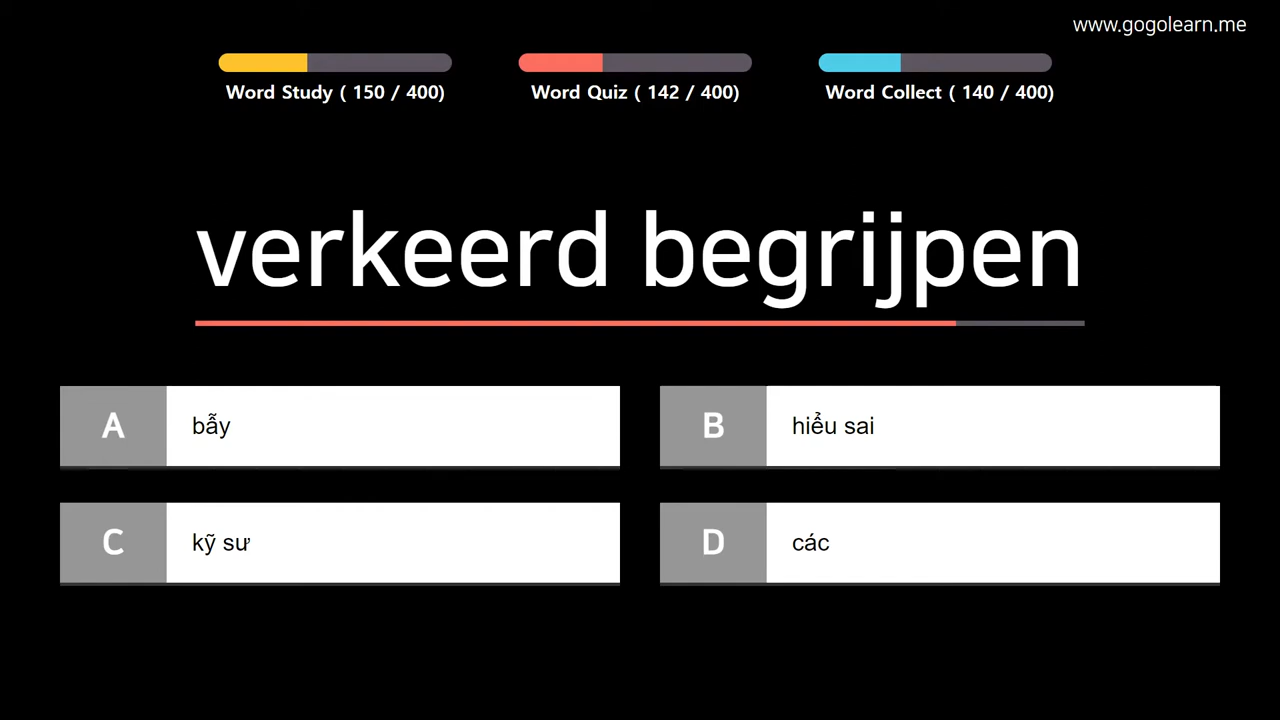 www.gogolearn.me
Word Study ( 150 / 400)
Word Quiz ( 142 / 400)
Word Collect ( 140 / 400)
verkeerd begrijpen
A bẫy
B hiểu sai
C kỹ sư
D các